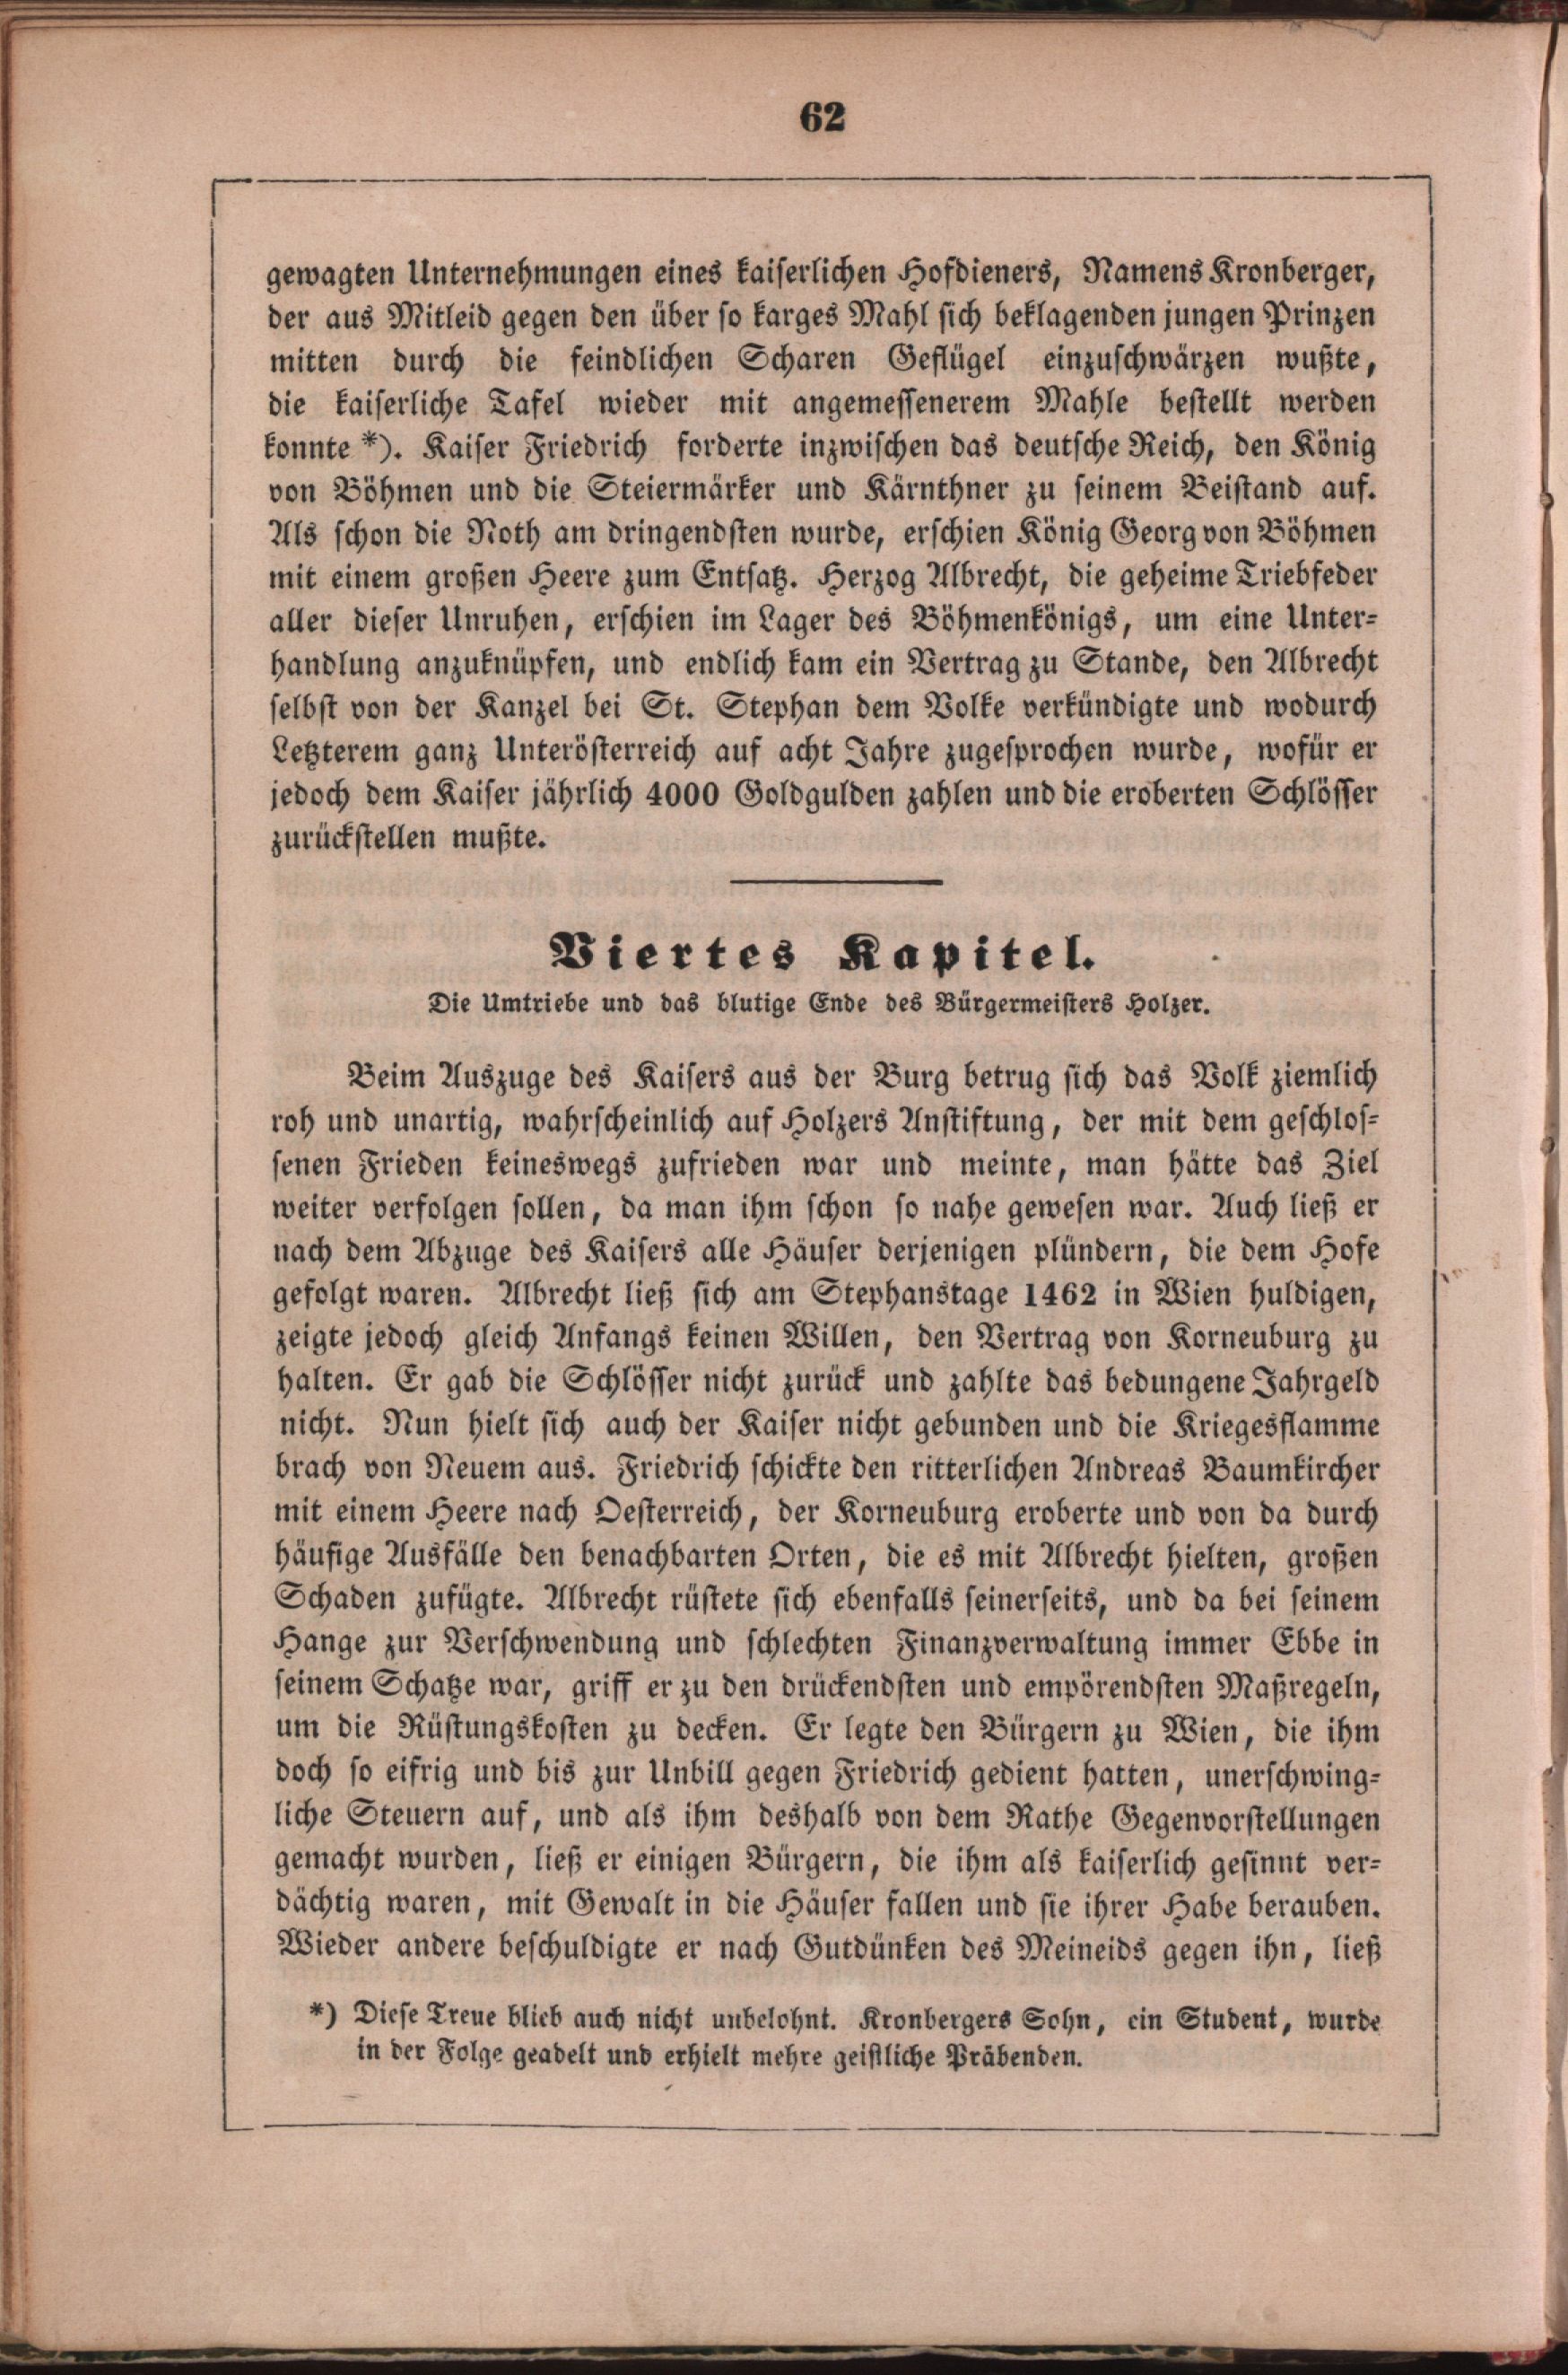 62
gewagten Unternehmungen eines kaiserlichen Hofdieners, Namens Kronberger,
der aus Mitleid gegen den über so karges Mahl sich beklagenden jungen Prinzen
mitten durch die feindlichen Scharen Geflügel einzuschwärzen wußte,
die kaiserliche Tafel wieder mit angemessenerem Mahle bestellt werden
konnte *). Kaiser Friedrich forderte inzwischen das deutsche Reich, den König
von Böhmen und die Steiermärker und Kärnthner zu seinem Beistand auf.
Als schon die Noth am dringendsten wurde, erschien König Georg von Böhmen
mit einem großen Heere zum Entsatz. Herzog Albrecht, die geheime Triebfeder
aller dieser Unruhen, erschien im Lager des Böhmenkönigs, um eine Unter-
handlung anzuknüpfen, und endlich kam ein Vertrag zu Stande, den Albrecht
selbst von der Kanzel bei St. Stephan dem Volke verkündigte und wodurch
Letzterem ganz Unterösterreich auf acht Jahre zugesprochen wurde, wofür er
jedoch dem Kaiser jährlich 4000 Goldgulden zahlen und die eroberten Schlösser
zurückstellen mußte.
Viertes Kapitel.
Die Umtriebe und das blutige Ende des Bürgermeisters Holzer.
Beim Auszuge des Kaisers aus der Burg betrug sich das Volk ziemlich
roh und unartig, wahrscheinlich auf Holzers Anstiftung, der mit dem geschlos-
senen Frieden keineswegs zufrieden war und meinte, man hätte das Ziel
weiter verfolgen sollen, da man ihm schon so nahe gewesen war. Auch ließ er
nach dem Abzuge des Kaisers alle Häuser derjenigen plündern, die dem Hofe
gefolgt waren. Albrecht ließ sich am Stephanstage 1462 in Wien huldigen,
zeigte jedoch gleich Anfangs keinen Willen, den Vertrag von Korneuburg zu
halten. Er gab die Schlösser nicht zurück und zahlte das bedungene Jahrgeld
nicht. Nun hielt sich auch der Kaiser nicht gebunden und die Kriegesflamme
brach von Neuem aus. Friedrich schickte den ritterlichen Andreas Baumkircher
mit einem Heere nach Oesterreich, der Korneuburg eroberte und von da durch
häufige Ausfälle den benachbarten Orten, die es mit Albrecht hielten, großen
Schaden zufügte. Albrecht rüstete sich ebenfalls seinerseits, und da bei seinem
Hange zur Verschwendung und schlechten Finanzverwaltung immer Ebbe in
seinem Schatze war, griff er zu den drückendsten und empörendsten Maßregeln,
um die Rüstungskosten zu decken. Er legte den Bürgern zu Wien, die ihm
doch so eifrig und bis zur Unbill gegen Friedrich gedient hatten, unerschwing-
liche Steuern auf, und als ihm deshalb von dem Rathe Gegenvorstellungen
gemacht wurden, ließ er einigen Bürgern, die ihm als kaiserlich gesinnt ver-
dächtig waren, mit Gewalt in die Häuser fallen und sie ihrer Habe berauben.
Wieder andere beschuldigte er nach Gutdünken des Meineids gegen ihn, ließ
*) Diese Treue blieb auch nicht unbelohnt. Kronbergers Sohn, ein Student, wurde
in der Folge geadelt und erhielt mehre geistliche Präbenden.